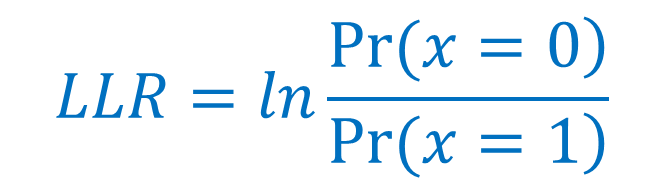 LLR = ln Pr(x = 0) / Pr(x = 1)